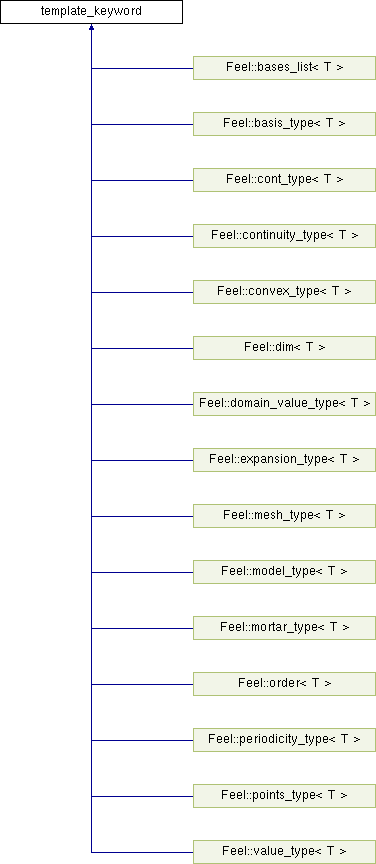 template_keyword
Feel::bases_list< T >
Feel::basis_type< T >
Feel::cont_type< T >
Feel::continuity_type< T >
Feel::convex_type< T >
Feel::dim< T >
Feel::domain_value_type< T >
Feel::expansion_type< T >
Feel::mesh_type< T >
Feel::model_type< T >
Feel::mortar_type< T >
Feel::order< T >
Feel::periodicity_type< T >
Feel::points_type< T >
Feel::value_type< T >